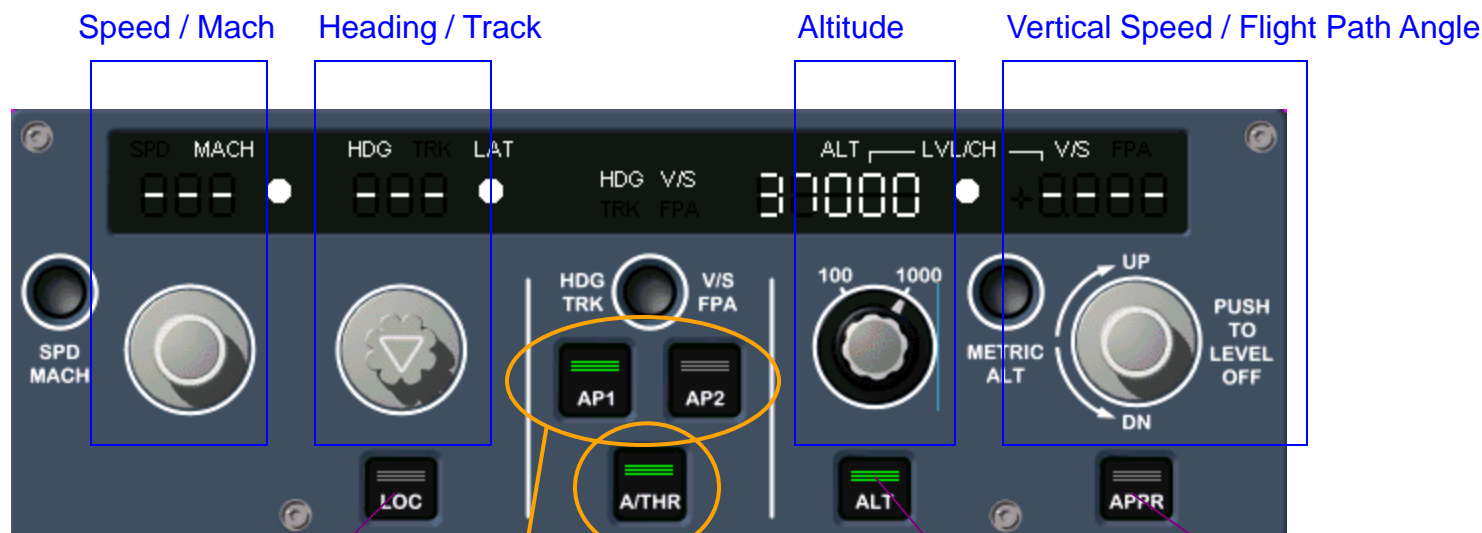 Speed / Mach Heading / Track Altitude Vertical Speed / Flight Path Angle
SPD MACH HDG TRK LAT ALT LVL/CH V/S FPA
--- --- HDG V/S 37000 ----
TRK FPA
HDG V/S 100 1000 UP
TRK FPA
PUSH
TO
SPD METRIC LEVEL
MACH ALT OFF
AP1 AP2
DN
LOC A/THR ALT APPR